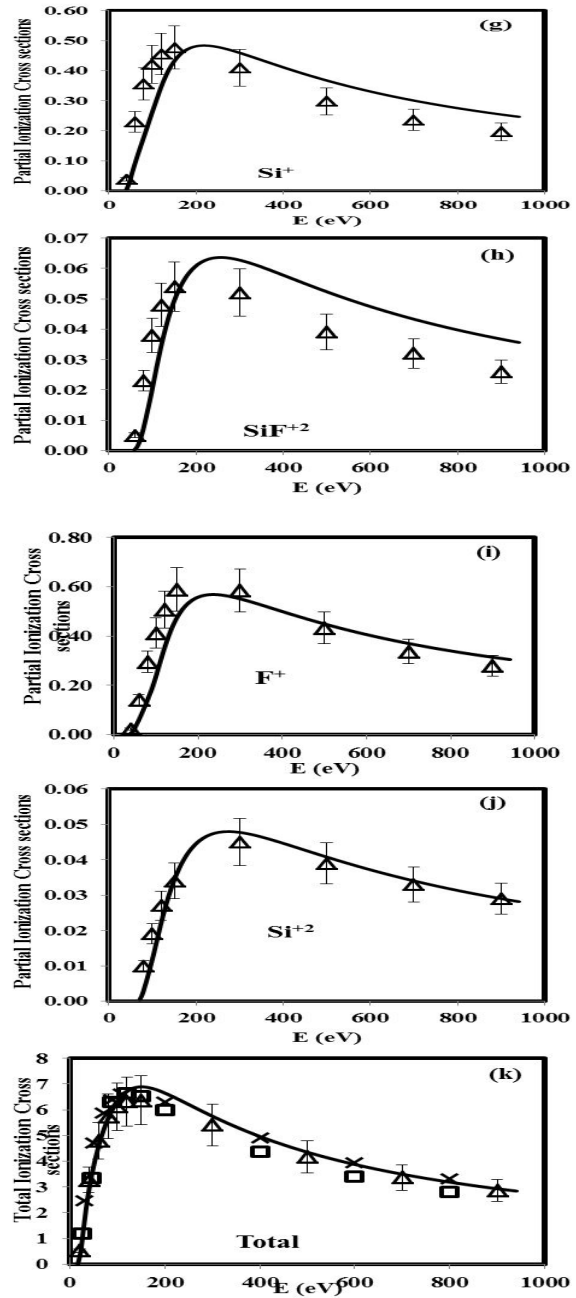 Partial Ionization Cross sections
0.60
0.50
0.40
0.30
0.20
0.10
0.00
(g)
Si+
0 200 400 600 800 1000
E (eV)
Partial Ionization Cross sections
0.07
0.06
0.05
0.04
0.03
0.02
0.01
0.00
(h)
SiF+2
0 200 400 600 800 1000
E (eV)
Partial Ionization Cross
sections
0.80
0.60
0.40
0.20
0.00
(i)
F+
0 200 400 600 800 1000
E (eV)
Partial Ionization Cross sections
0.06
0.05
0.04
0.03
0.02
0.01
0.00
(j)
Si+2
0 200 400 600 800 1000
E (eV)
Total Ionization Cross
sections
8
7
6
5
4
3
2
1
0
(k)
Total
0 200 400 600 800 1000
E (eV)